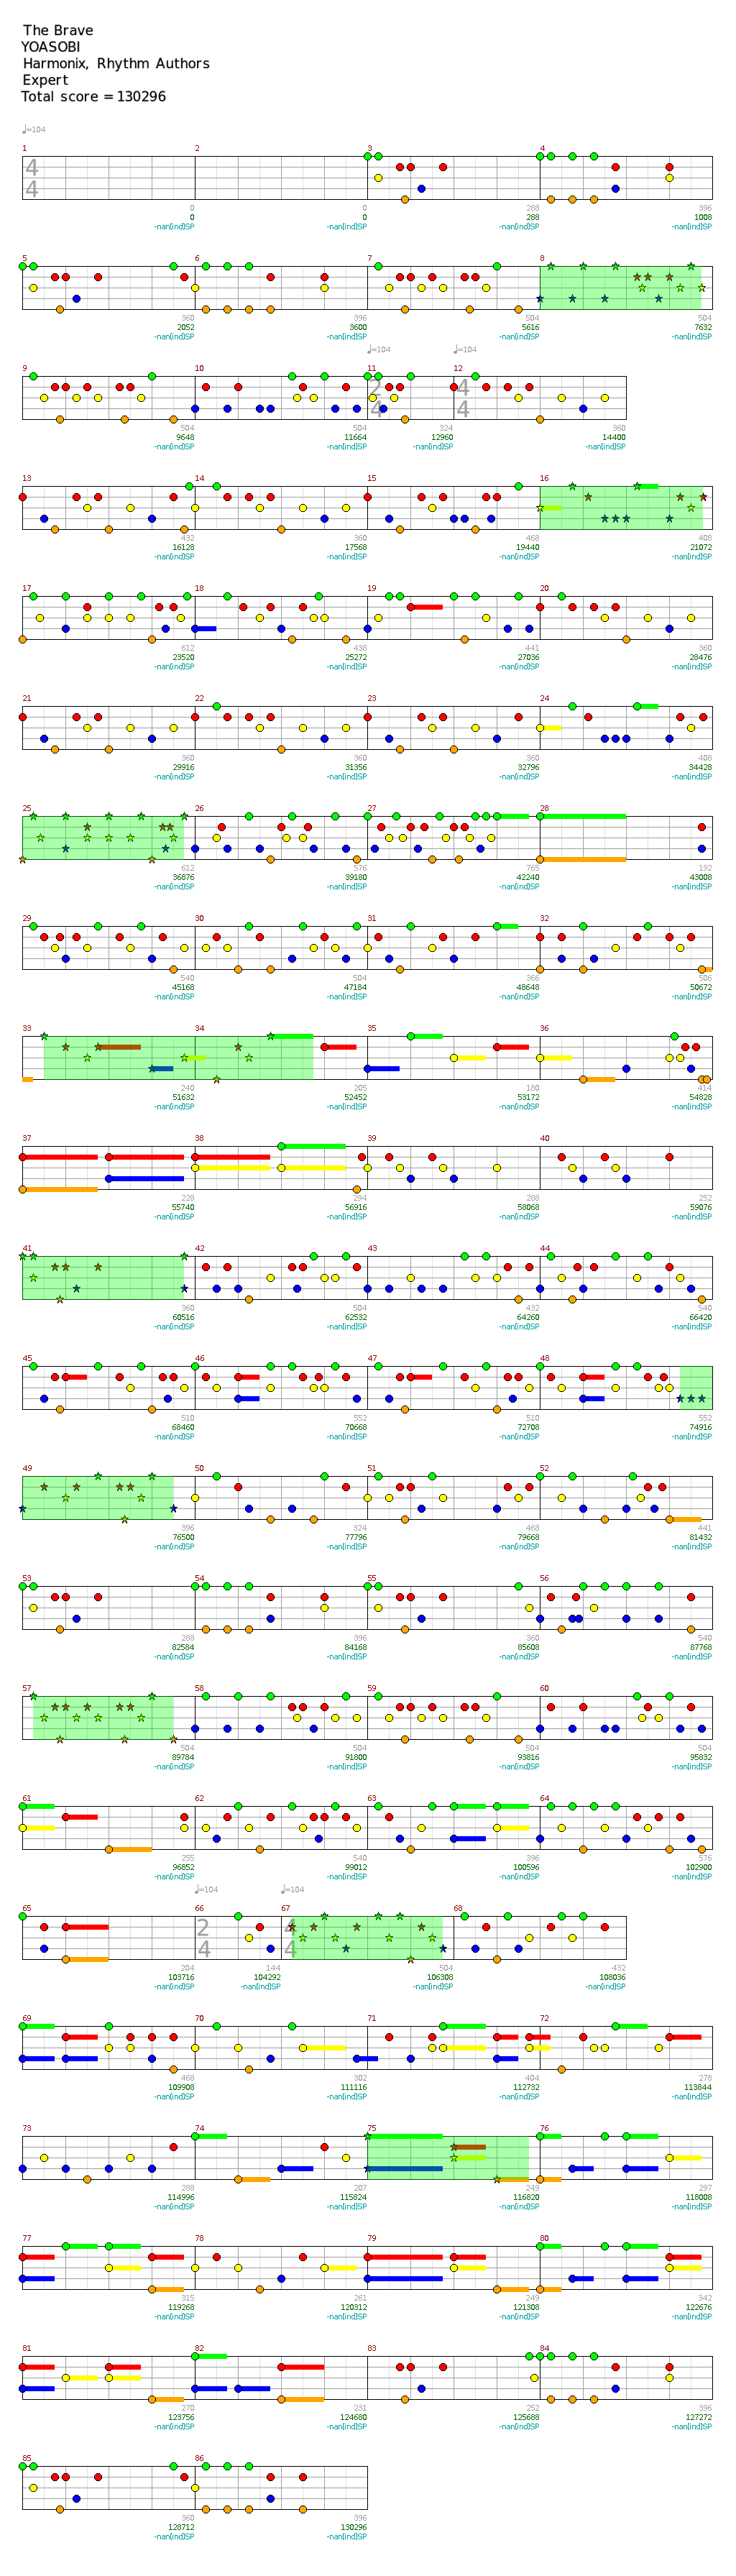 The Brave
YOASOBI
Harmonix, Rhythm Authors
Expert
Total score = 130296
♩=104
1 2 3 4
4
4
0 0 288 396
0 0 288 1008
-nan(ind)SP -nan(ind)SP -nan(ind)SP -nan(ind)SP
5 6 7 8
360 396 504 504
2052 3600 5616 7632
-nan(ind)SP -nan(ind)SP -nan(ind)SP -nan(ind)SP
♩=104 ♩=104
9 10 11 12
2 4
4 4
504 504 324 360
9648 11664 12960 14400
-nan(ind)SP -nan(ind)SP -nan(ind)SP -nan(ind)SP
13 14 15 16
432 360 468 408
16128 17568 19440 21072
-nan(ind)SP -nan(ind)SP -nan(ind)SP -nan(ind)SP
17 18 19 20
612 438 441 360
23520 25272 27036 28476
-nan(ind)SP -nan(ind)SP -nan(ind)SP -nan(ind)SP
21 22 23 24
360 360 360 408
29916 31356 32796 34428
-nan(ind)SP -nan(ind)SP -nan(ind)SP -nan(ind)SP
25 26 27 28
612 576 765 192
36876 39180 42240 43008
-nan(ind)SP -nan(ind)SP -nan(ind)SP -nan(ind)SP
29 30 31 32
540 504 366 506
45168 47184 48648 50672
-nan(ind)SP -nan(ind)SP -nan(ind)SP -nan(ind)SP
33 34 35 36
240 205 180 414
51632 52452 53172 54828
-nan(ind)SP -nan(ind)SP -nan(ind)SP -nan(ind)SP
37 38 39 40
228 294 288 252
55740 56916 58068 59076
-nan(ind)SP -nan(ind)SP -nan(ind)SP -nan(ind)SP
41 42 43 44
360 504 432 540
60516 62532 64260 66420
-nan(ind)SP -nan(ind)SP -nan(ind)SP -nan(ind)SP
45 46 47 48
510 552 510 552
68460 70668 72708 74916
-nan(ind)SP -nan(ind)SP -nan(ind)SP -nan(ind)SP
49 50 51 52
396 324 468 441
76500 77796 79668 81432
-nan(ind)SP -nan(ind)SP -nan(ind)SP -nan(ind)SP
53 54 55 56
288 396 360 540
82584 84168 85608 87768
-nan(ind)SP -nan(ind)SP -nan(ind)SP -nan(ind)SP
57 58 59 60
504 504 504 504
89784 91800 93816 95832
-nan(ind)SP -nan(ind)SP -nan(ind)SP -nan(ind)SP
61 62 63 64
255 540 396 576
96852 99012 100596 102900
-nan(ind)SP -nan(ind)SP -nan(ind)SP -nan(ind)SP
♩=104 ♩=104
65 66 67 68
2 4
4 4
204 144 504 432
103716 104292 106308 108036
-nan(ind)SP -nan(ind)SP -nan(ind)SP -nan(ind)SP
69 70 71 72
468 302 404 278
109908 111116 112732 113844
-nan(ind)SP -nan(ind)SP -nan(ind)SP -nan(ind)SP
73 74 75 76
288 207 249 297
114996 115824 116820 118008
-nan(ind)SP -nan(ind)SP -nan(ind)SP -nan(ind)SP
77 78 79 80
315 261 249 342
119268 120312 121308 122676
-nan(ind)SP -nan(ind)SP -nan(ind)SP -nan(ind)SP
81 82 83 84
270 231 252 396
123756 124680 125688 127272
-nan(ind)SP -nan(ind)SP -nan(ind)SP -nan(ind)SP
85 86
360 396
128712 130296
-nan(ind)SP -nan(ind)SP